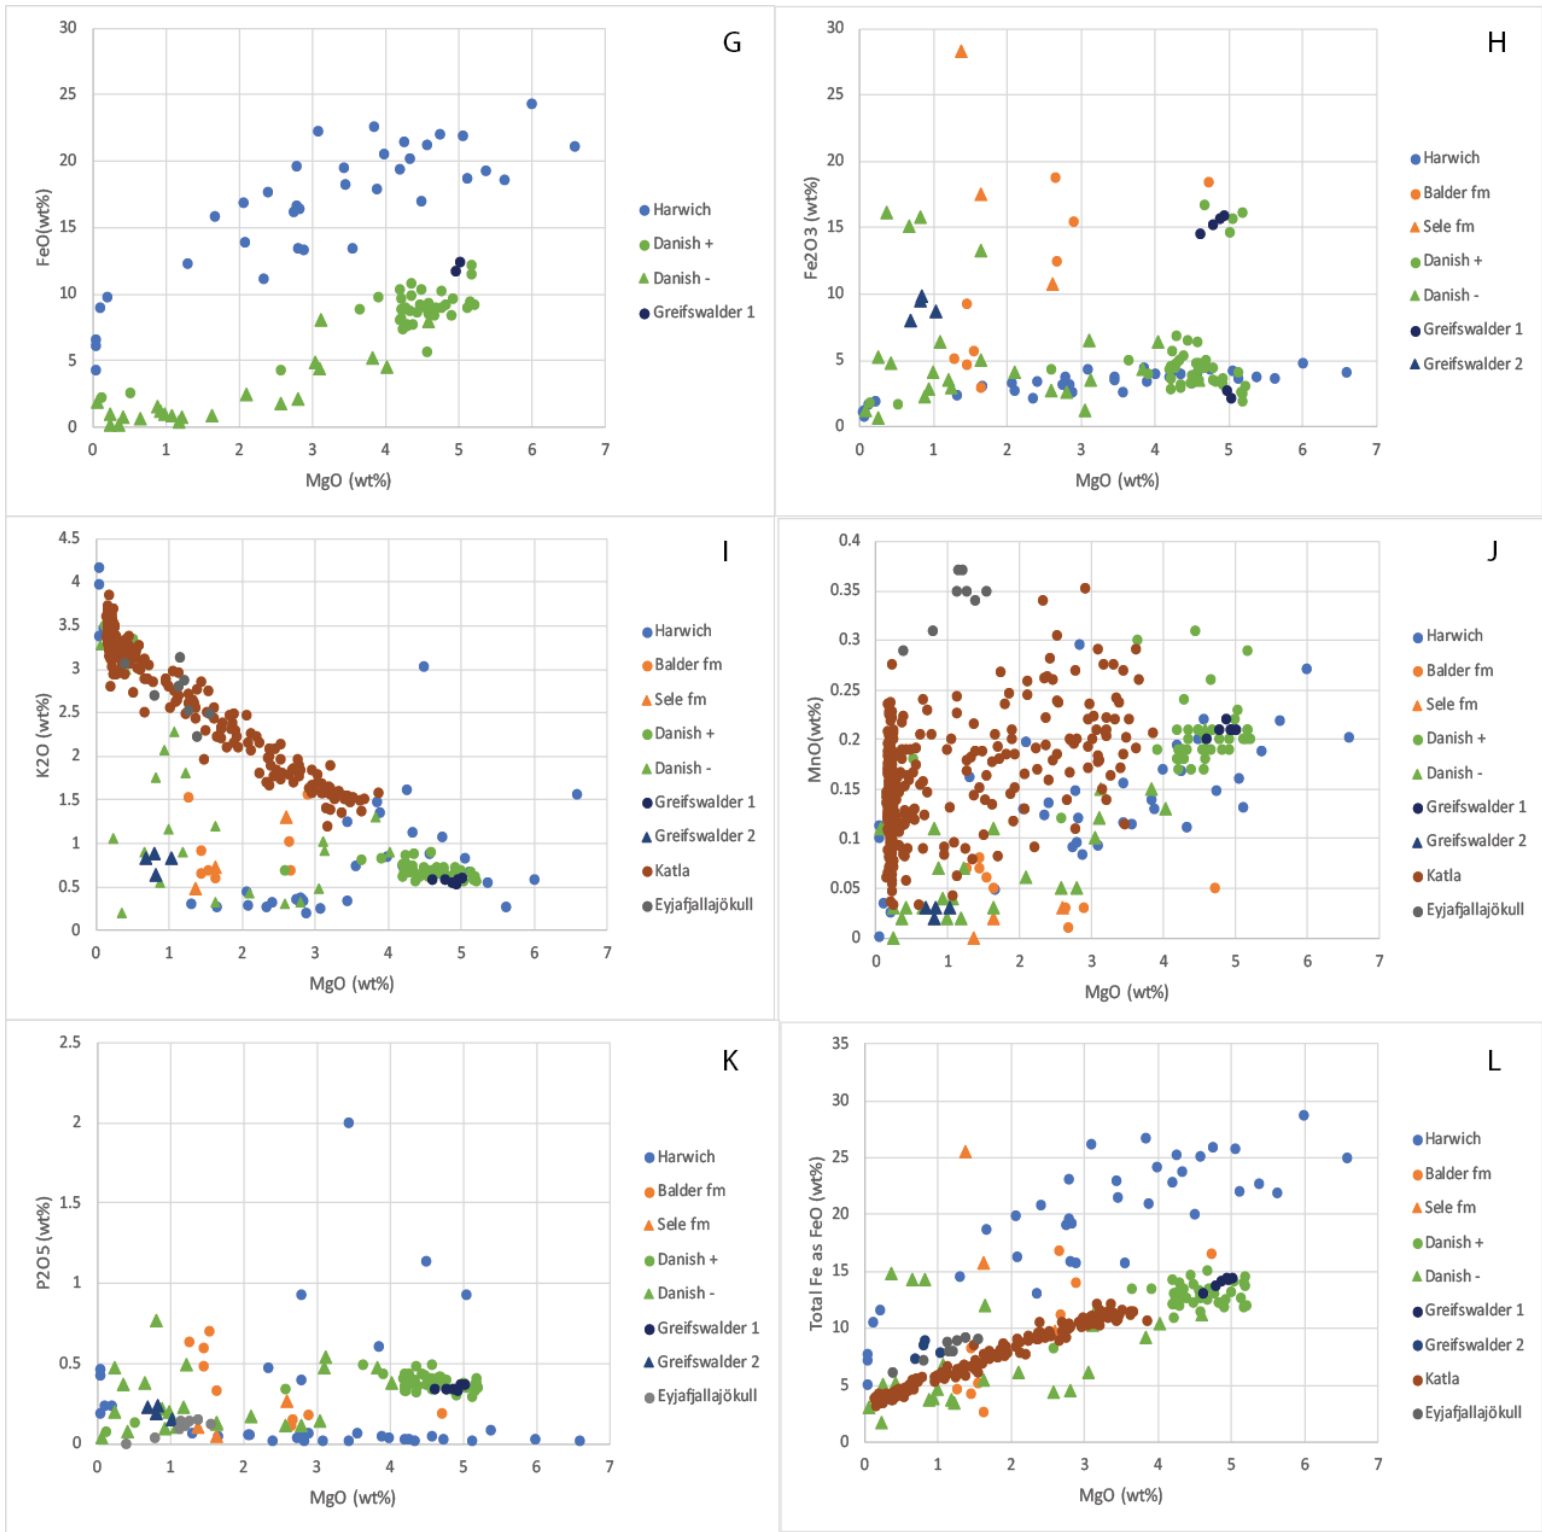 G
30
25
20
15
10
5
0
FeO(wt%)
0 1 2 3 4 5 6 7
MgO (wt%)
Harwich
Danish +
Danish -
Greifswalder 1
H
30
25
20
15
10
5
0
Fe2O3 (wt%)
0 1 2 3 4 5 6 7
MgO (wt%)
Harwich
Balder fm
Sele fm
Danish +
Danish -
Greifswalder 1
Greifswalder 2
I
4.5
4
3.5
3
2.5
2
1.5
1
0.5
0
K2O (wt%)
0 1 2 3 4 5 6 7
MgO (wt%)
Harwich
Balder fm
Sele fm
Danish +
Danish -
Greifswalder 1
Greifswalder 2
Katla
Eyjafjallajökull
J
0.4
0.35
0.3
0.25
0.2
0.15
0.1
0.05
0
MnO(wt%)
0 1 2 3 4 5 6 7
MgO (wt%)
Harwich
Balder fm
Sele fm
Danish +
Danish -
Greifswalder 1
Greifswalder 2
Katla
Eyjafjallajökull
K
2.5
2
1.5
1
0.5
0
P2O5 (wt%)
0 1 2 3 4 5 6 7
MgO (wt%)
Harwich
Balder fm
Sele fm
Danish +
Danish -
Greifswalder 1
Greifswalder 2
Eyjafjallajökull
L
35
30
25
20
15
10
5
0
Total Fe as FeO (wt%)
0 1 2 3 4 5 6 7
MgO (wt%)
Harwich
Balder fm
Sele fm
Danish +
Danish -
Greifswalder 1
Greifswalder 2
Katla
Eyjafjallajökull